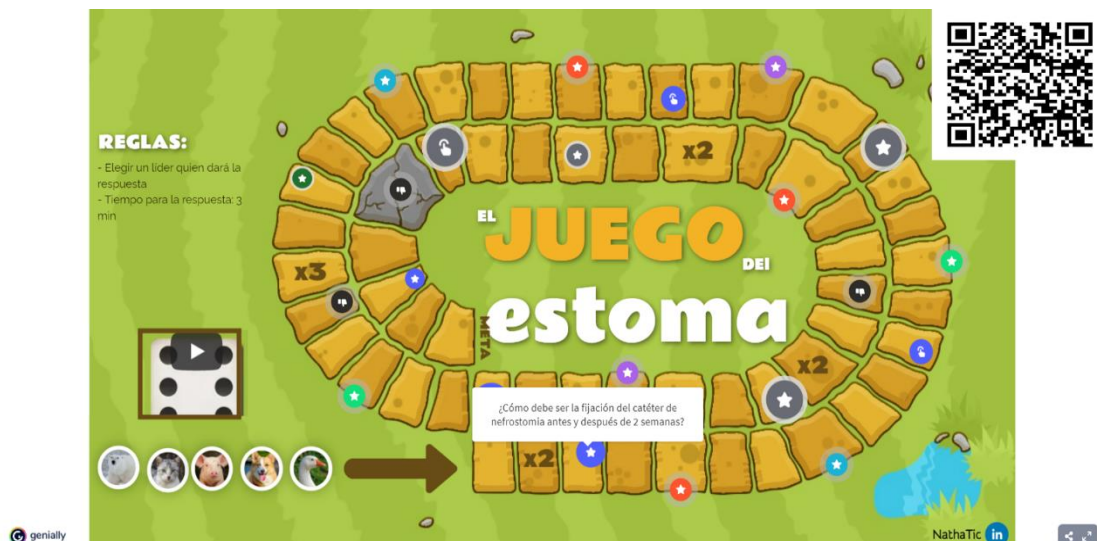 REGLAS:
- Elegir un líder quien dará la
respuesta
- Tiempo para la respuesta: 3
min
x2
x3
EL
JUEGO
DEl
estoma
META
x2
¿Cómo debe ser la fijación del catéter de
nefrostomia antes y después de 2 semanas?
x2
NathaTic in
genially